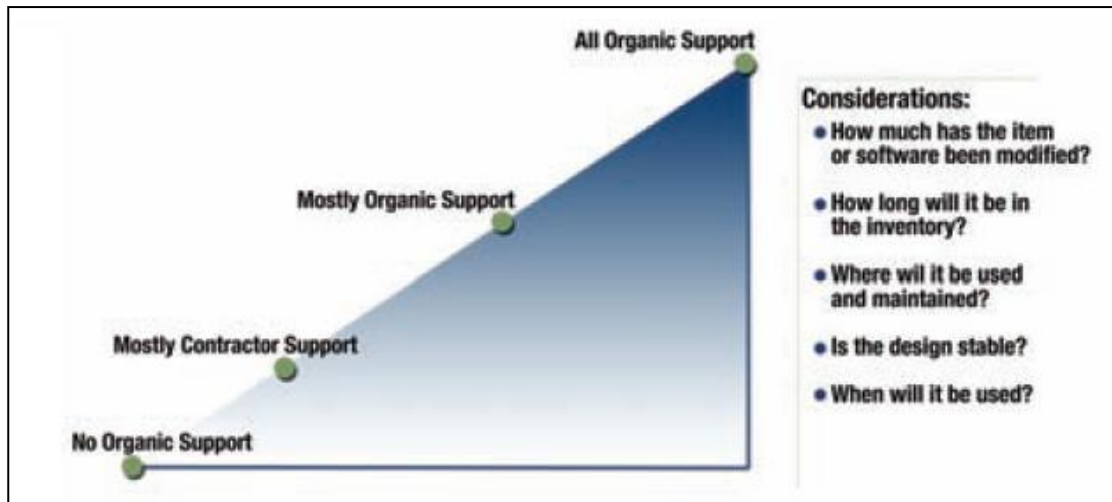 All Organic Support
Mostly Organic Support
Mostly Contractor Support
No Organic Support
Considerations:
• How much has the item
or software been modified?
• How long will it be in
the inventory?
• Where wil it be used
and maintained?
• Is the design stable?
• When will it be used?